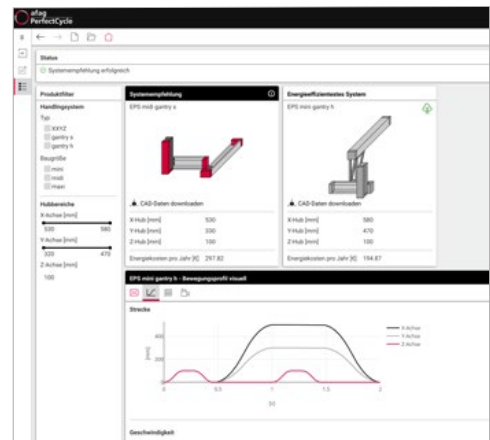 afag
PerfectCycle
Status
Systemempfehlung erfolgreich
Produktfilter
Handlingsystem
Typ
XXYZ
gantry s
gantry h
Baugröße
mini
midi
maxi
Hubbereiche
X-Achse [mm]
530 580
Y-Achse [mm]
320 470
Z-Achse [mm]
100
Systemempfehlung
EPS midi gantry s
CAD-Daten downloaden
X-Hub [mm] 530
Y-Hub [mm] 330
Z-Hub [mm] 100
Energiekosten pro Jahr [€] 297.82
Energieeffizientestes System
EPS mini gantry h
CAD-Daten downloaden
X-Hub [mm] 580
Y-Hub [mm] 470
Z-Hub [mm] 100
Energiekosten pro Jahr [€] 194.87
EPS mini gantry h - Bewegungsprofil visuell
Strecke
400
200
0
[mm]
0 0.5 1 1.5 2
[s]
X-Achse
Y-Achse
Z-Achse
Geschwindigkeit